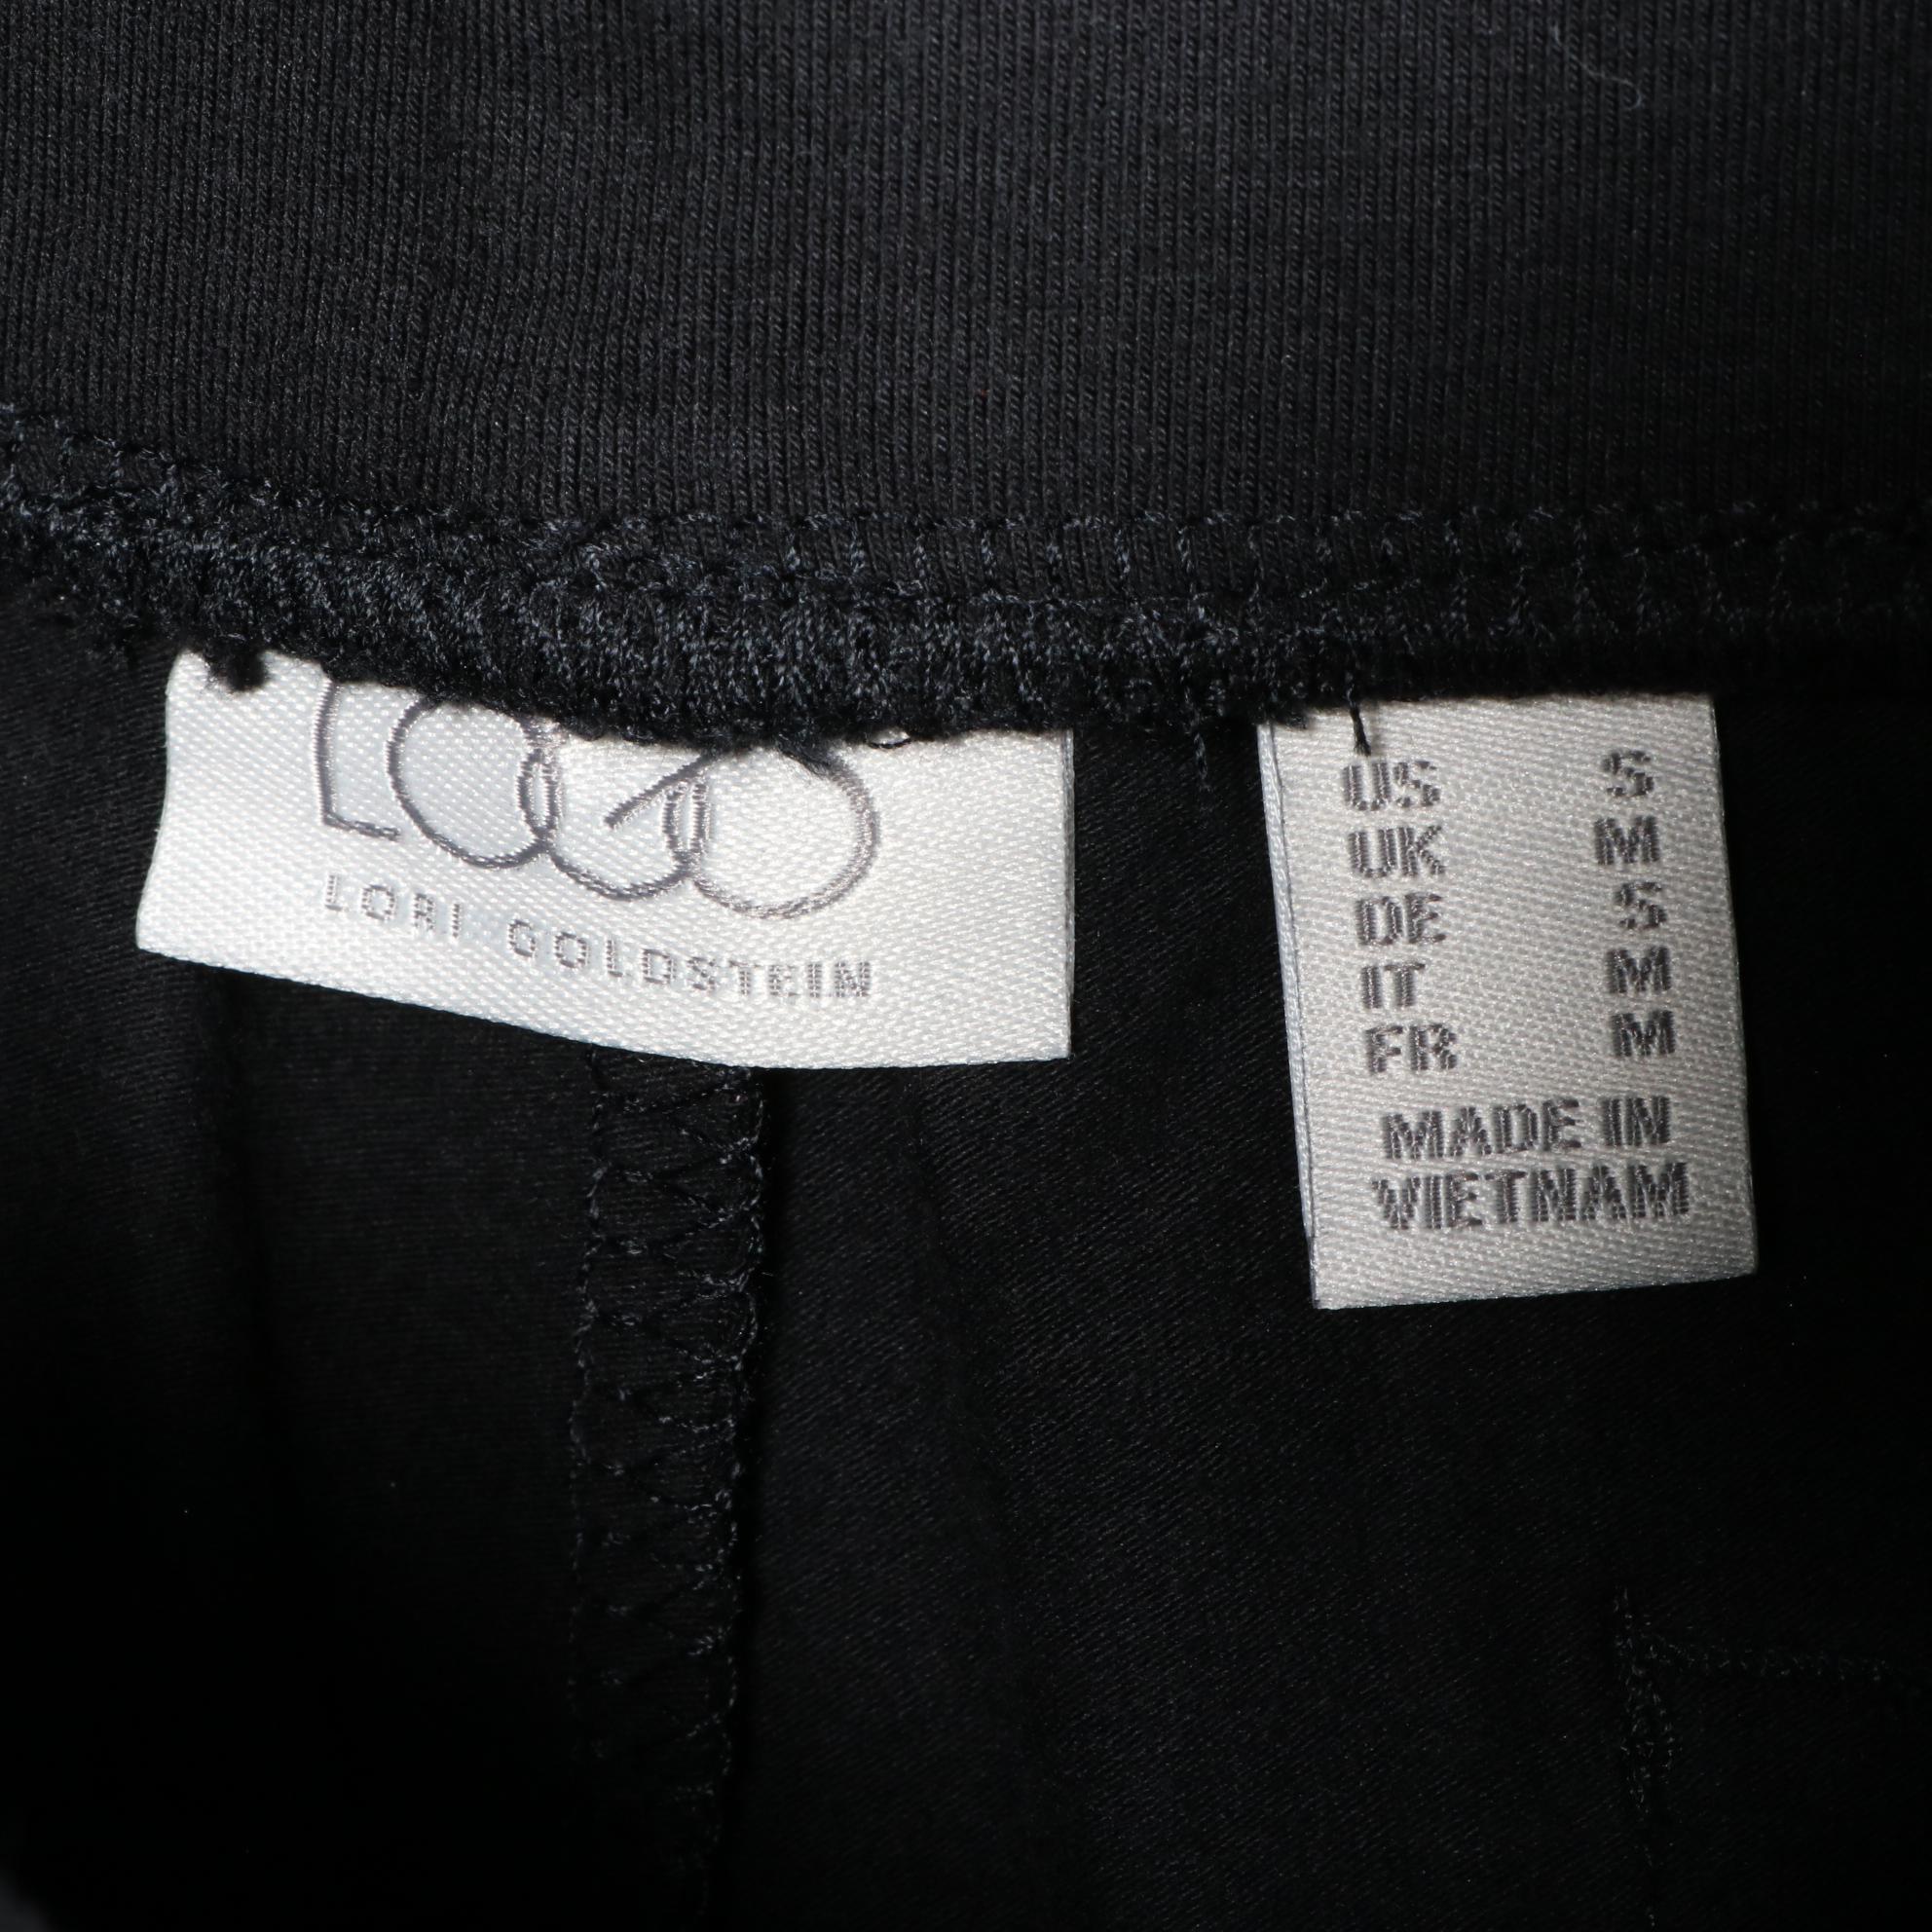 LOGO
LORI GOLDSTEIN
US S
UK M
DE S
IT M
FR M
MADE IN
VIETNAM